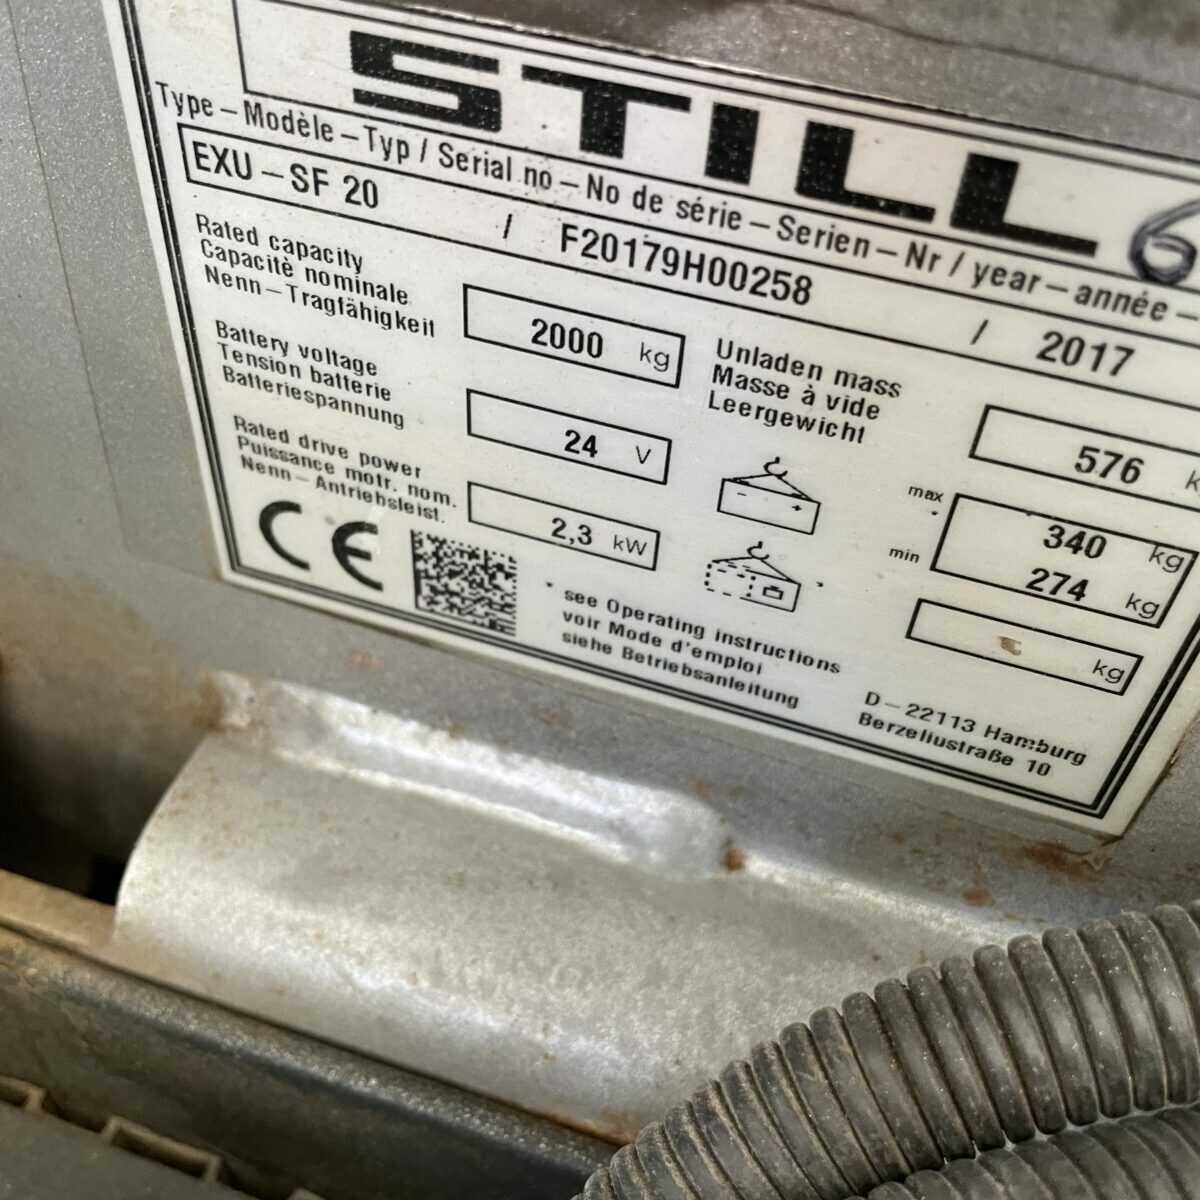 STILL 6
Type – Modèle – Typ / Serial no – No de série – Serien – Nr / year – année –
EXU – SF 20 / F20179H00258 / 2017
Rated capacity
Capacitè nominale
Nenn – Tragfähigkeit
2000 kg
Unladen mass
Masse à vide
Leergewicht
576 k
Battery voltage
Tension batterie
Batteriespannung
24 V
max 340 kg
min 274 kg
Rated drive power
Puissance motr. nom.
Nenn – Antriebsleist.
2,3 kW
kg
CE
* see Operating instructions
voir Mode d'emploi
siehe Betriebsanleitung
D – 22113 Hamburg
Berzeliustraße 10